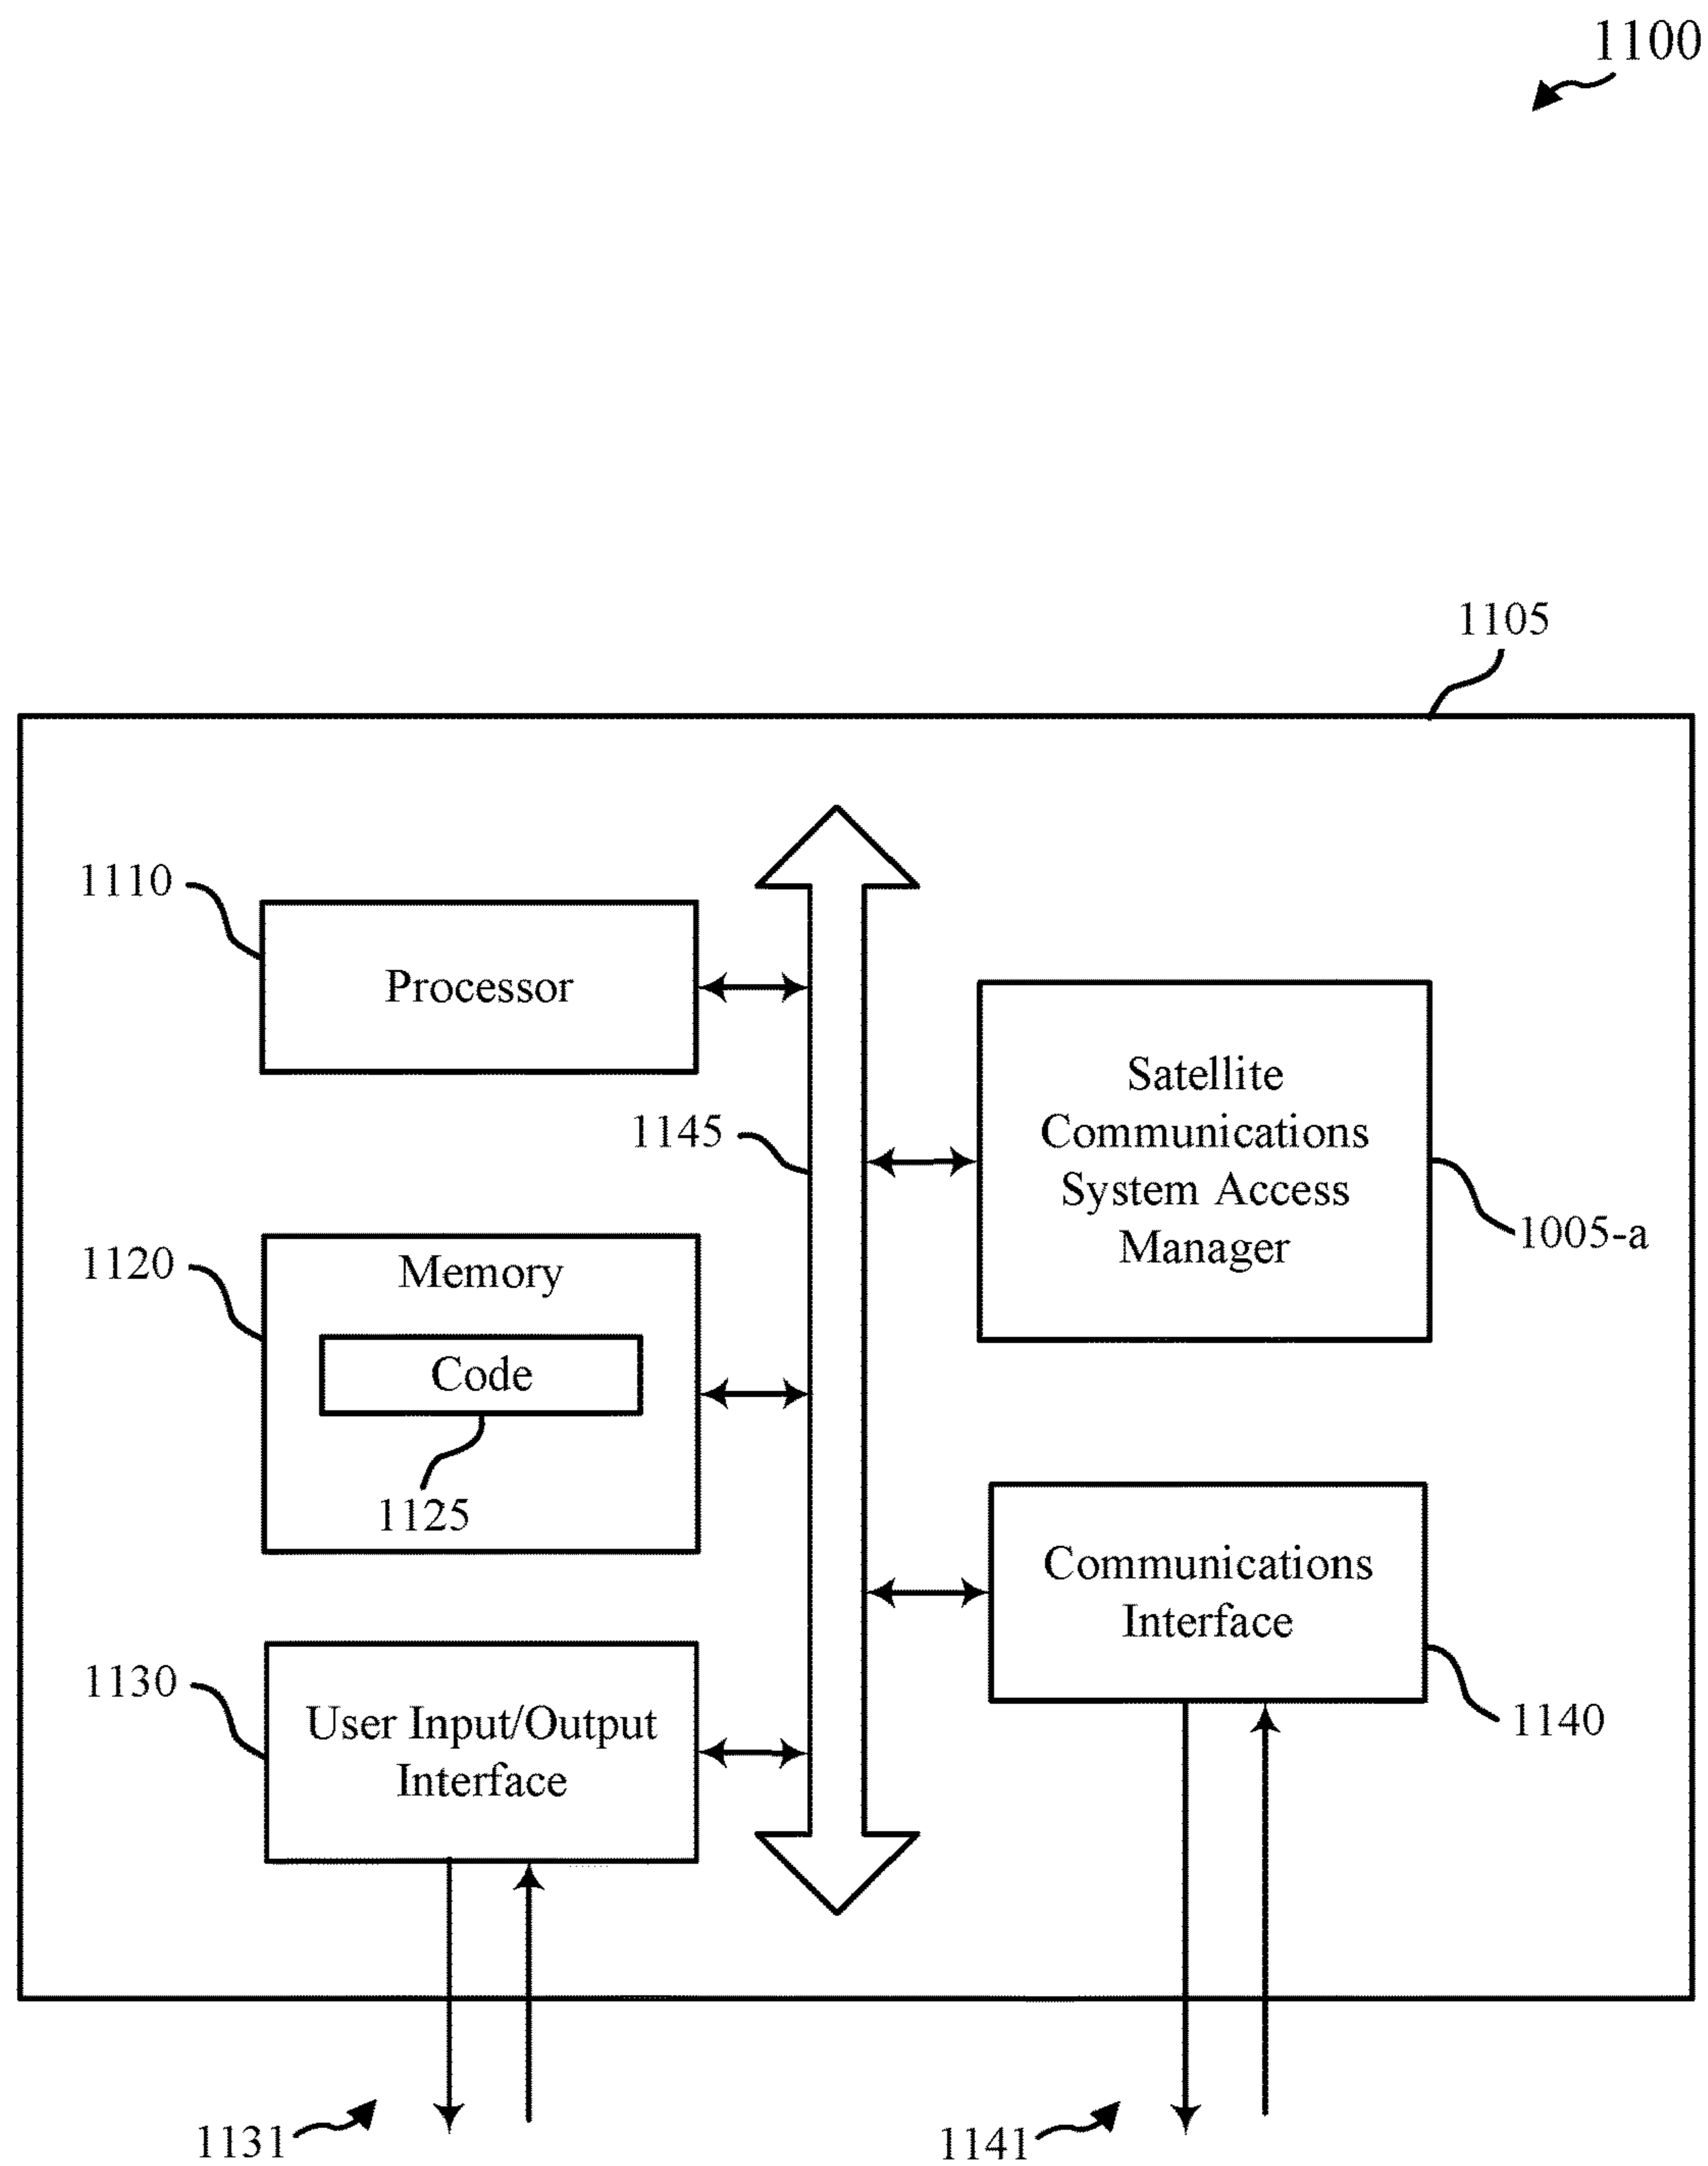 1100
1105
1110
Processor
Satellite
Communications
System Access
Manager
1145
1005-a
1120
Memory
Code
1125
Communications
Interface
1130
User Input/Output
Interface
1140
1131
1141